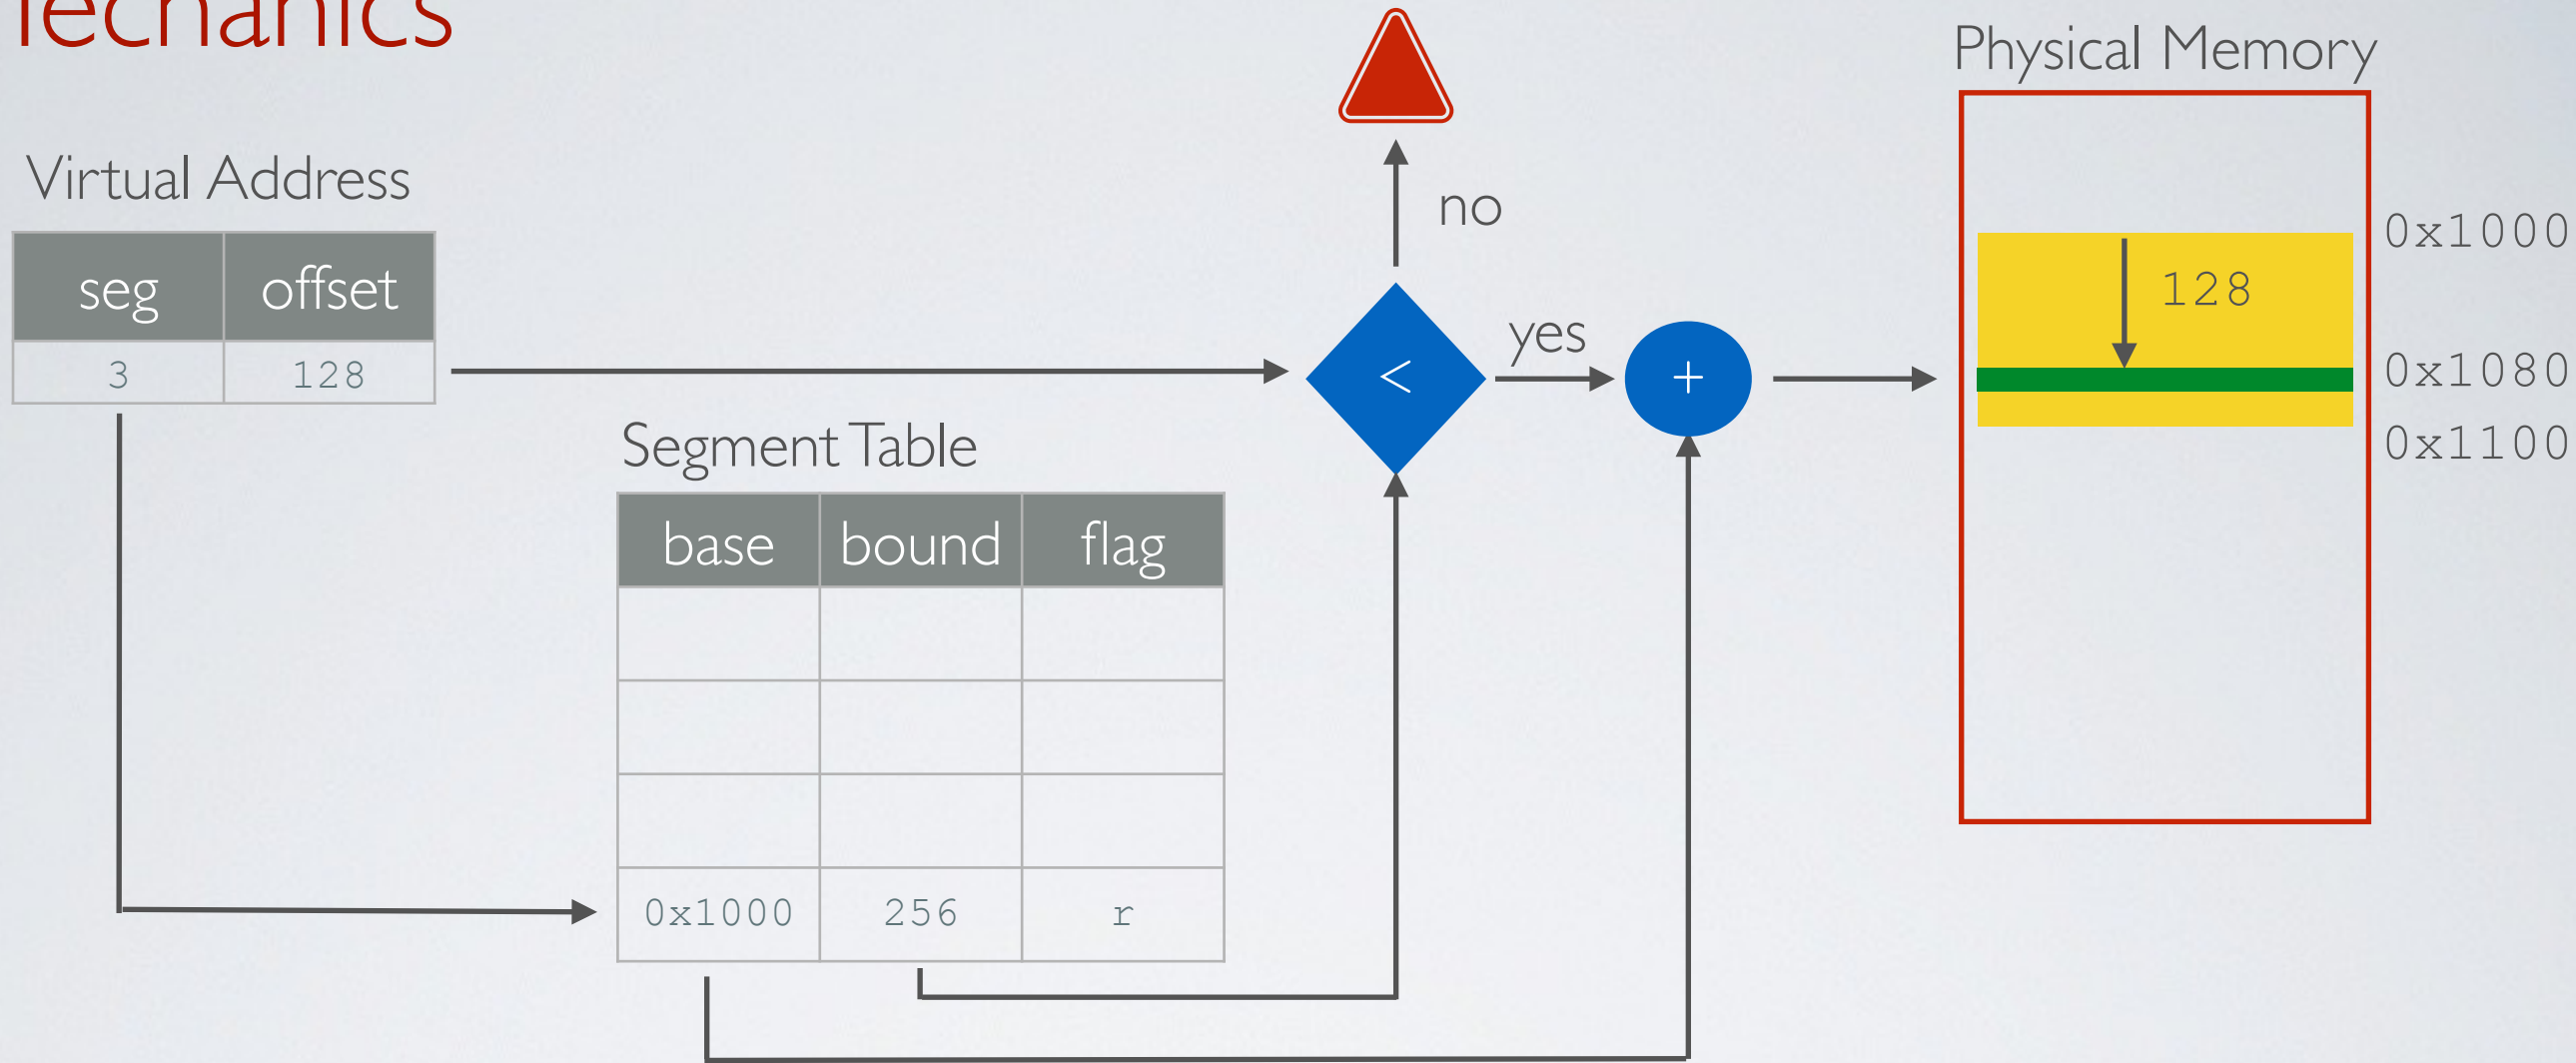 Virtual Address
seg offset
3 128
Segment Table
base bound flag
0x1000 256 r
no
<
yes
+
Physical Memory
0x1000
128
0x1080
0x1100